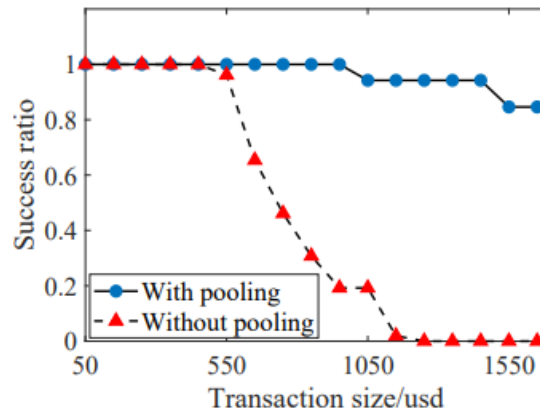 1
0.8
0.6
0.4
0.2
0
Success ratio
With pooling
Without pooling
50 550 1050 1550
Transaction size/usd